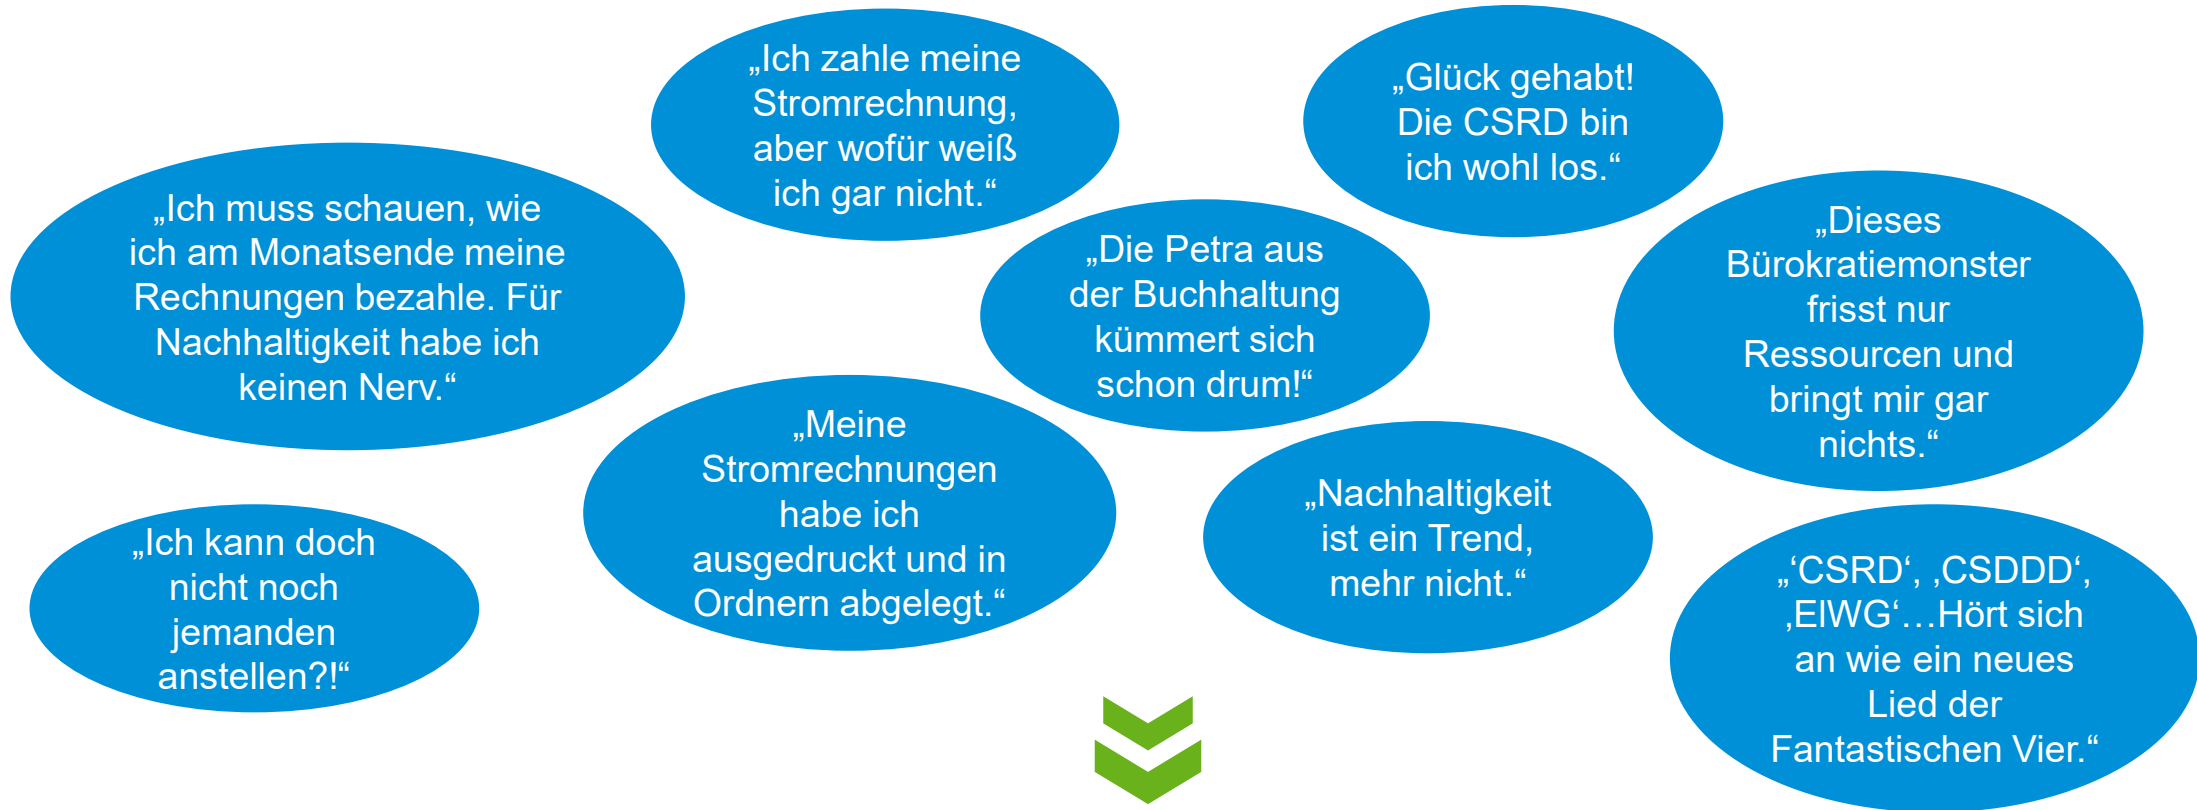 „Ich zahle meine
Stromrechnung,
aber wofür weiß
ich gar nicht.“
„Glück gehabt!
Die CSRD bin
ich wohl los.“
„Ich muss schauen, wie
ich am Monatsende meine
Rechnungen bezahle. Für
Nachhaltigkeit habe ich
keinen Nerv.“
„Die Petra aus
der Buchhaltung
kümmert sich
schon drum!“
„Dieses
Bürokratiemonster
frisst nur
Ressourcen und
bringt mir gar
nichts.“
„Meine
Stromrechnungen
habe ich
ausgedruckt und in
Ordnern abgelegt.“
„Nachhaltigkeit
ist ein Trend,
mehr nicht.“
„Ich kann doch
nicht noch
jemanden
anstellen?!“
„‘CSRD‘, ‚CSDDD‘,
‚ElWG‘…Hört sich
an wie ein neues
Lied der
Fantastischen Vier.“